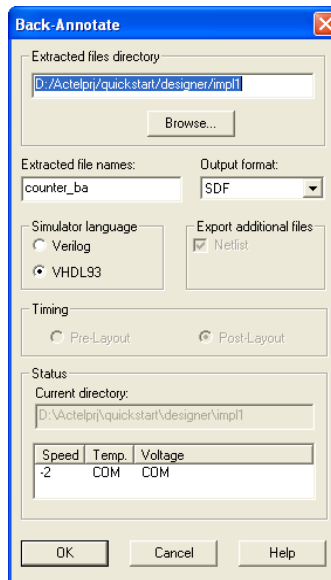 Back-Annotate
Extracted files directory
D:/Actelprj/quickstart/designer/impl1
Browse...
Extracted file names: Output format:
counter_ba SDF
Simulator language Export additional files
Verilog Netlist
VHDL93
Timing
Pre-Layout Post-Layout
Status
Current directory:
D:\Actelprj\quickstart\designer\impl1
Speed Temp. Voltage
-2 COM COM
OK Cancel Help